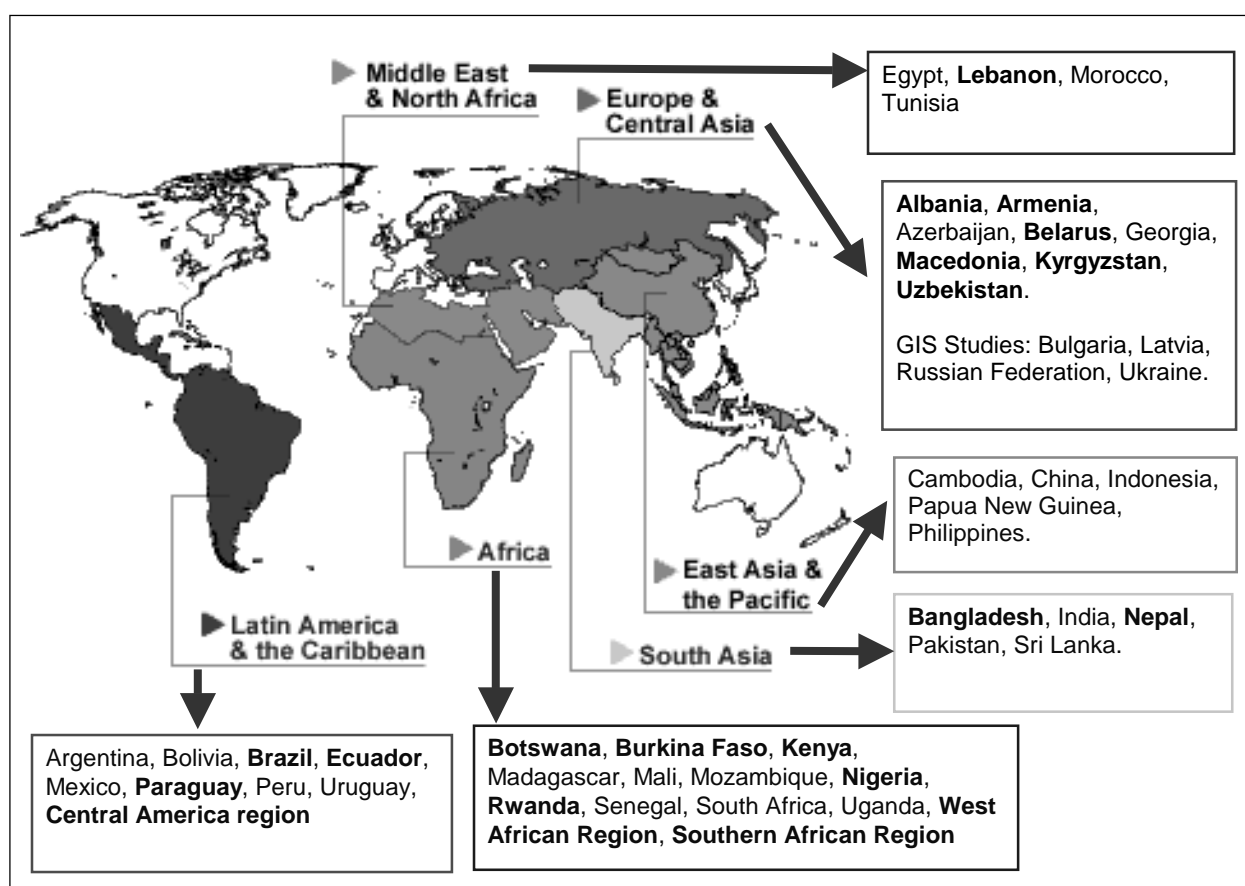 Middle East
& North Africa
Egypt, Lebanon, Morocco,
Tunisia
Europe &
Central Asia
Albania, Armenia,
Azerbaijan, Belarus, Georgia,
Macedonia, Kyrgyzstan,
Uzbekistan.
GIS Studies: Bulgaria, Latvia,
Russian Federation, Ukraine.
Cambodia, China, Indonesia,
Papua New Guinea,
Philippines.
Africa
East Asia &
the Pacific
Latin America
& the Caribbean
South Asia
Bangladesh, India, Nepal,
Pakistan, Sri Lanka.
Argentina, Bolivia, Brazil, Ecuador,
Mexico, Paraguay, Peru, Uruguay,
Central America region
Botswana, Burkina Faso, Kenya,
Madagascar, Mali, Mozambique, Nigeria,
Rwanda, Senegal, South Africa, Uganda, West
African Region, Southern African Region